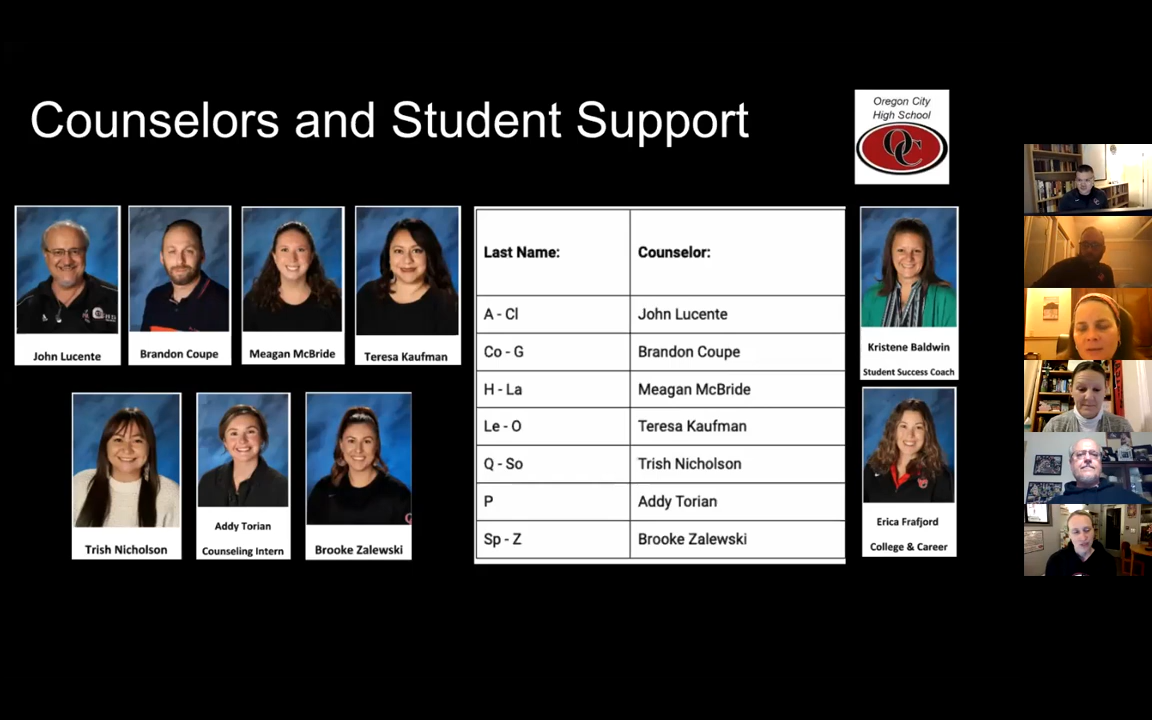 Counselors and Student Support
Oregon City
High School
OC
John Lucente
Brandon Coupe
Meagan McBride
Teresa Kaufman
Trish Nicholson
Addy Torian
Counseling Intern
Brooke Zalewski
Last Name: Counselor:
A - Cl John Lucente
Co - G Brandon Coupe
H - La Meagan McBride
Le - O Teresa Kaufman
Q - So Trish Nicholson
P Addy Torian
Sp - Z Brooke Zalewski
Kristene Baldwin
Student Success Coach
Erica Frafjord
College & Career